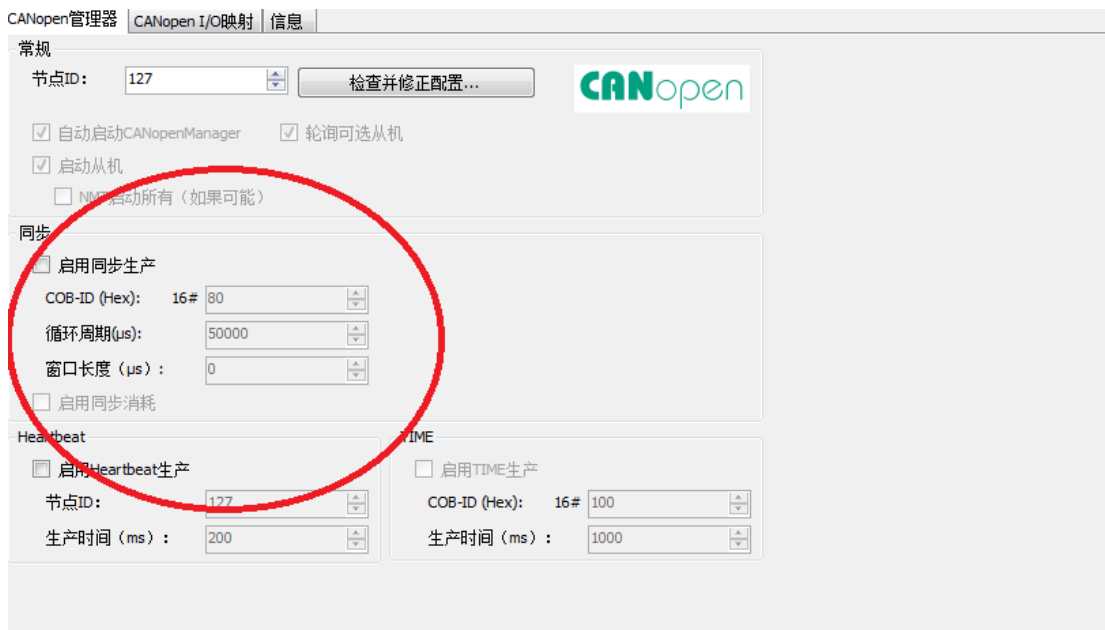 CANopen管理器 CANopen I/O映射 信息
常规
节点ID： 127 检查并修正配置... CANopen
自动启动CANopenManager 轮询可选从机
启动从机
NMT启动所有（如果可能）
同步
启用同步生产
COB-ID (Hex): 16# 80
循环周期(μs): 50000
窗口长度（μs）： 0
启用同步消耗
Heartbeat TIME
启用Heartbeat生产 启用TIME生产
节点ID： 127 COB-ID (Hex): 16# 100
生产时间（ms）： 200 生产时间（ms）： 1000